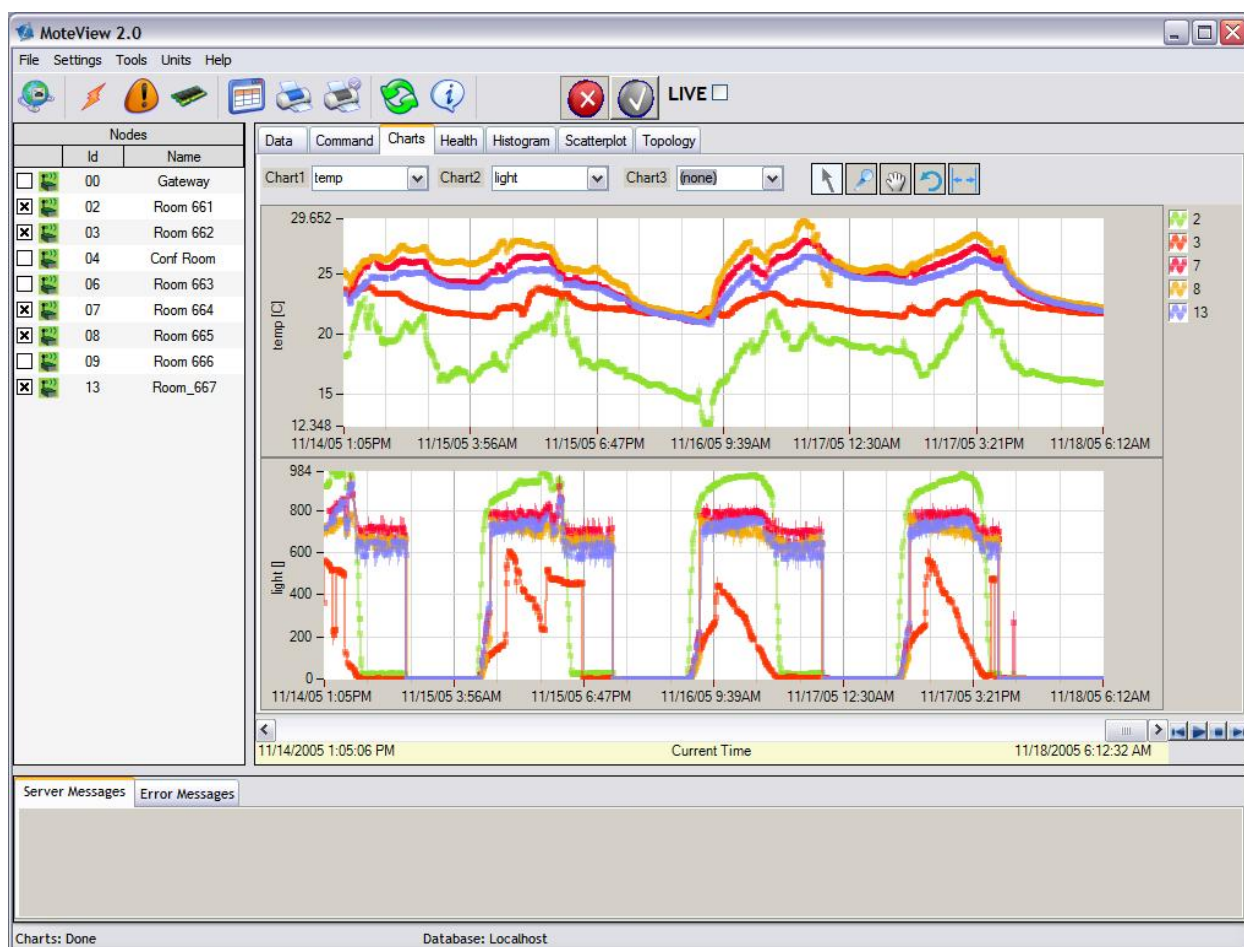 MoteView 2.0
File Settings Tools Units Help
LIVE
Nodes
Id Name
00 Gateway
02 Room 661
03 Room 662
04 Conf Room
06 Room 663
07 Room 664
08 Room 665
09 Room 666
13 Room_667
Data Command Charts Health Histogram Scatterplot Topology
Chart1 temp Chart2 light Chart3 (none)
29.652
25
20
15
12.348
temp [C]
11/14/05 1:05PM 11/15/05 3:56AM 11/15/05 6:47PM 11/16/05 9:39AM 11/17/05 12:30AM 11/17/05 3:21PM 11/18/05 6:12AM
2
3
7
8
13
984
800
600
400
200
0
light []
11/14/05 1:05PM 11/15/05 3:56AM 11/15/05 6:47PM 11/16/05 9:39AM 11/17/05 12:30AM 11/17/05 3:21PM 11/18/05 6:12AM
11/14/2005 1:05:06 PM Current Time 11/18/2005 6:12:32 AM
Server Messages Error Messages
Charts: Done Database: Localhost